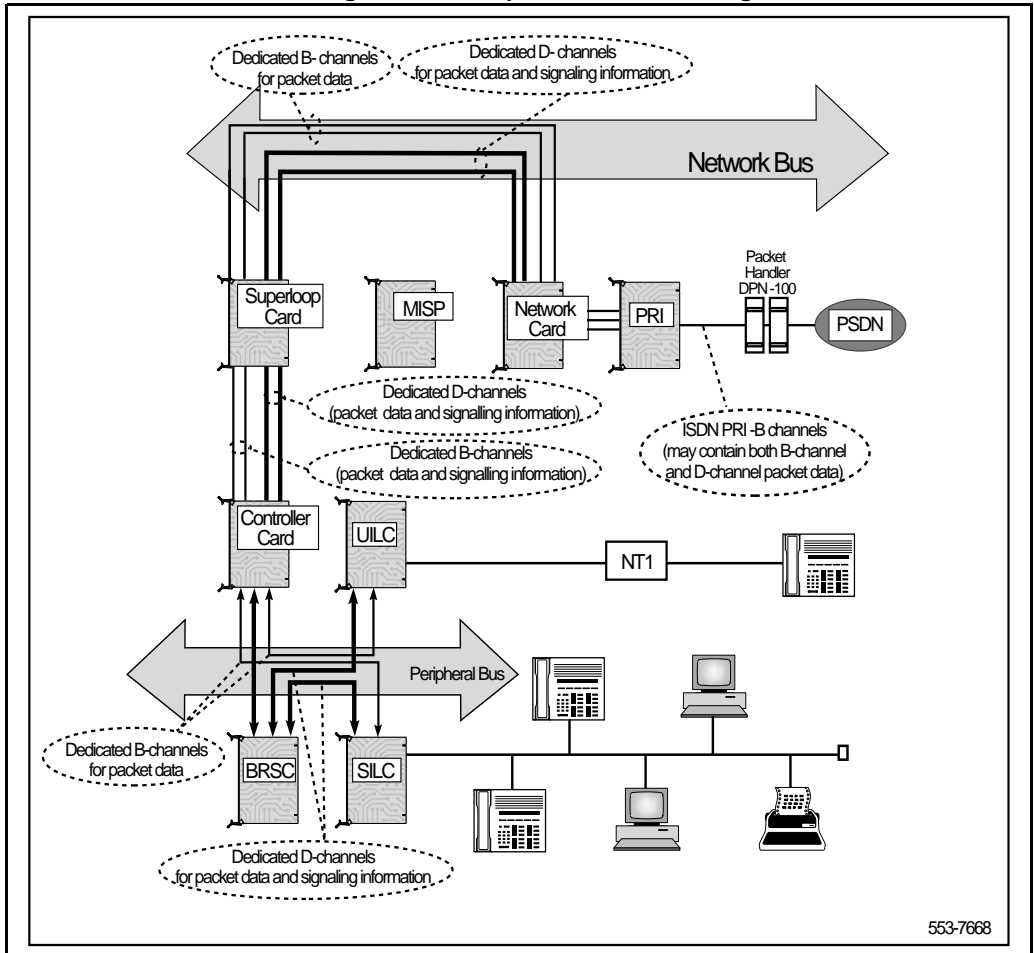 Dedicated B- channels
for packet data
Dedicated D- channels
for packet data and signaling information
Network Bus
Superloop
Card
MISP
Network
Card
PRI
Packet
Handler
DPN -100
PSDN
Dedicated D-channels
(packet data and signalling information)
Dedicated B-channels
(packet data and signalling information)
ISDN PRI -B channels
(may contain both B-channel
and D-channel packet data)
Controller
Card
UILC
NT1
Peripheral Bus
Dedicated B-channels
for packet data
BRSC
SILC
Dedicated D-channels
for packet data and signaling information
553-7668